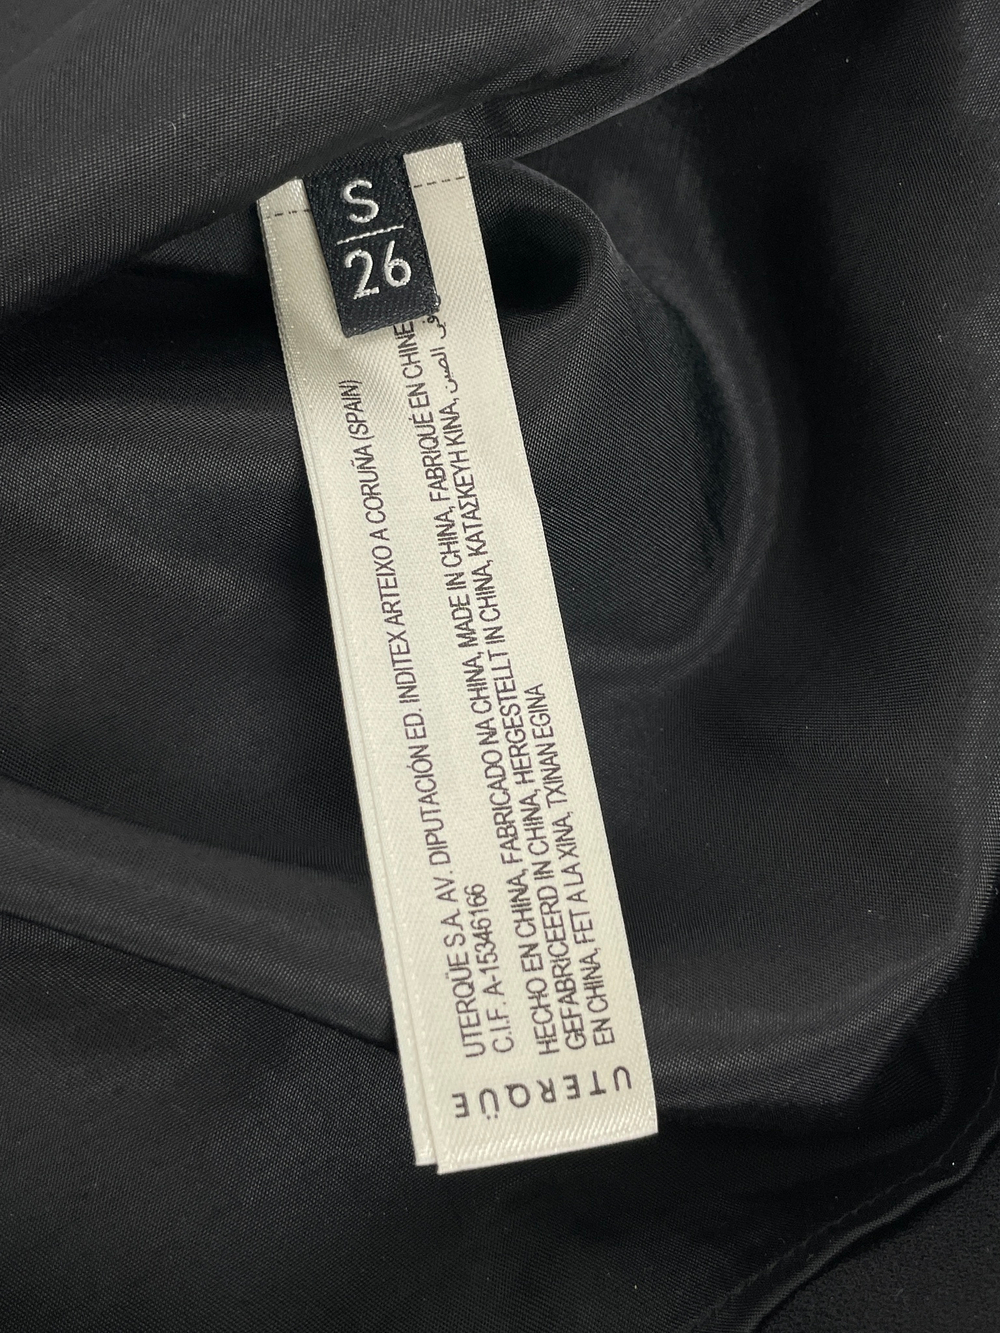 S
26
UTERQÜE S.A. AV. DIPUTACIÓN ED. INDITEX ARTEIXO A CORUÑA (SPAIN)
C.I.F. A-15346166
HECHO EN CHINA, FABRICADO NA CHINA, MADE IN CHINA, FABRIQUÉ EN CHINE
GEFABRICEERD IN CHINA, HERGESTELLT IN CHINA, ΚΑΤΑΣΚΕΥΗ ΚΙΝΑ, في الصين
EN CHINA, FET A LA XINA, TXINAN EGINA
UTERQÜE